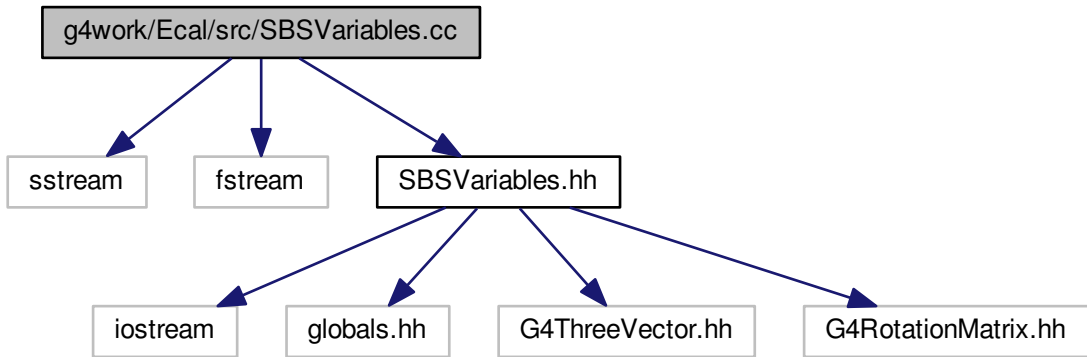 g4work/Ecal/src/SBSVariables.cc
sstream
fstream
SBSVariables.hh
iostream
globals.hh
G4ThreeVector.hh
G4RotationMatrix.hh